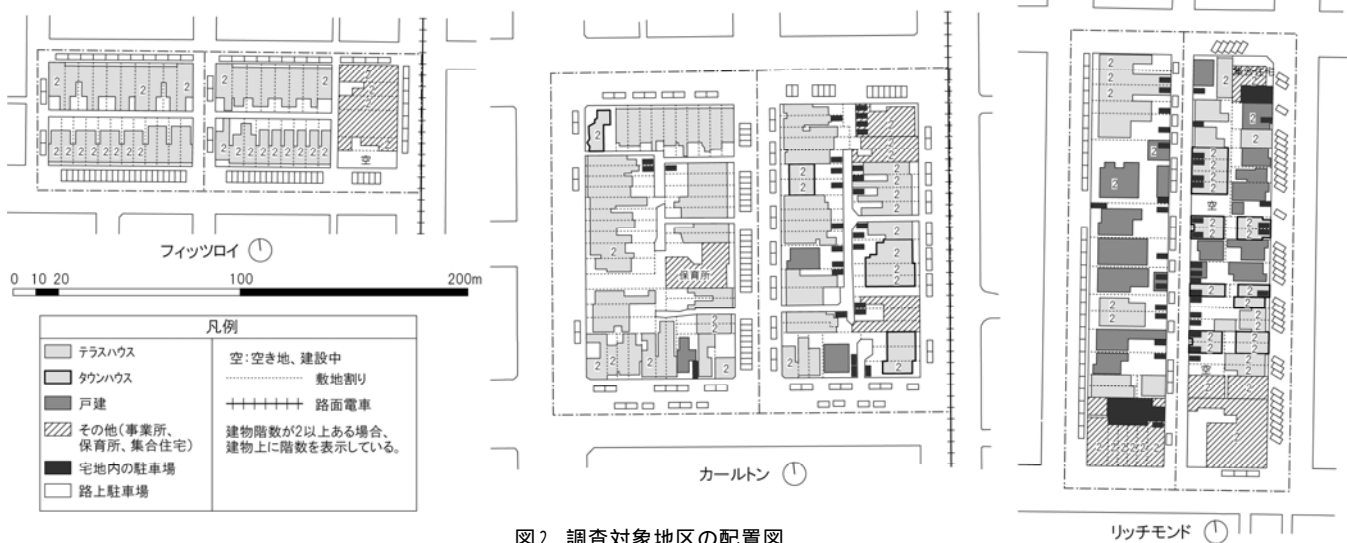 フィッツロイ
0 10 20 100 200m
凡例
テラスハウス
タウンハウス
戸建
その他(事業所、
保育所、集合住宅)
宅地内の駐車場
路上駐車場
空:空き地、建設中
敷地割り
路面電車
建物階数が2以上ある場合、
建物上に階数を表示している。
空
保育所
カールトン
集合住宅
空
空
リッチモンド
図2 調査対象地区の配置図